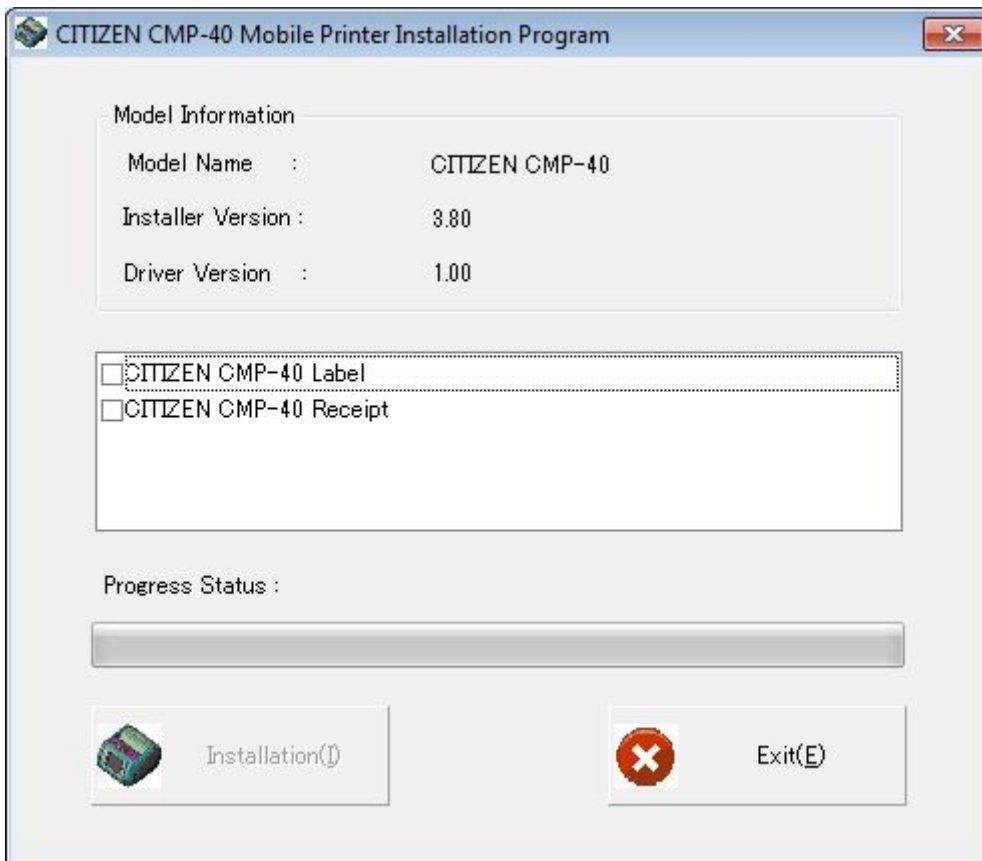 CITIZEN CMP-40 Mobile Printer Installation Program
Model Information
Model Name : CITIZEN CMP-40
Installer Version : 3.80
Driver Version : 1.00
CITIZEN CMP-40 Label
CITIZEN CMP-40 Receipt
Progress Status :
Installation(I) Exit(E)